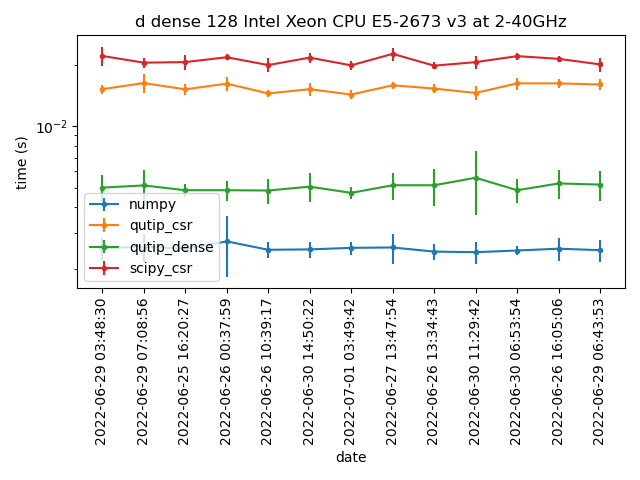 d dense 128 Intel Xeon CPU E5-2673 v3 at 2-40GHz
time (s)
10⁻²
numpy
qutip_csr
qutip_dense
scipy_csr
2022-06-29 03:48:30
2022-06-29 07:08:56
2022-06-25 16:20:27
2022-06-26 00:37:59
2022-06-26 10:39:17
2022-06-30 14:50:22
2022-07-01 03:49:42
2022-06-27 13:47:54
2022-06-26 13:34:43
2022-06-30 11:29:42
2022-06-30 06:53:54
2022-06-26 16:05:06
2022-06-29 06:43:53
date